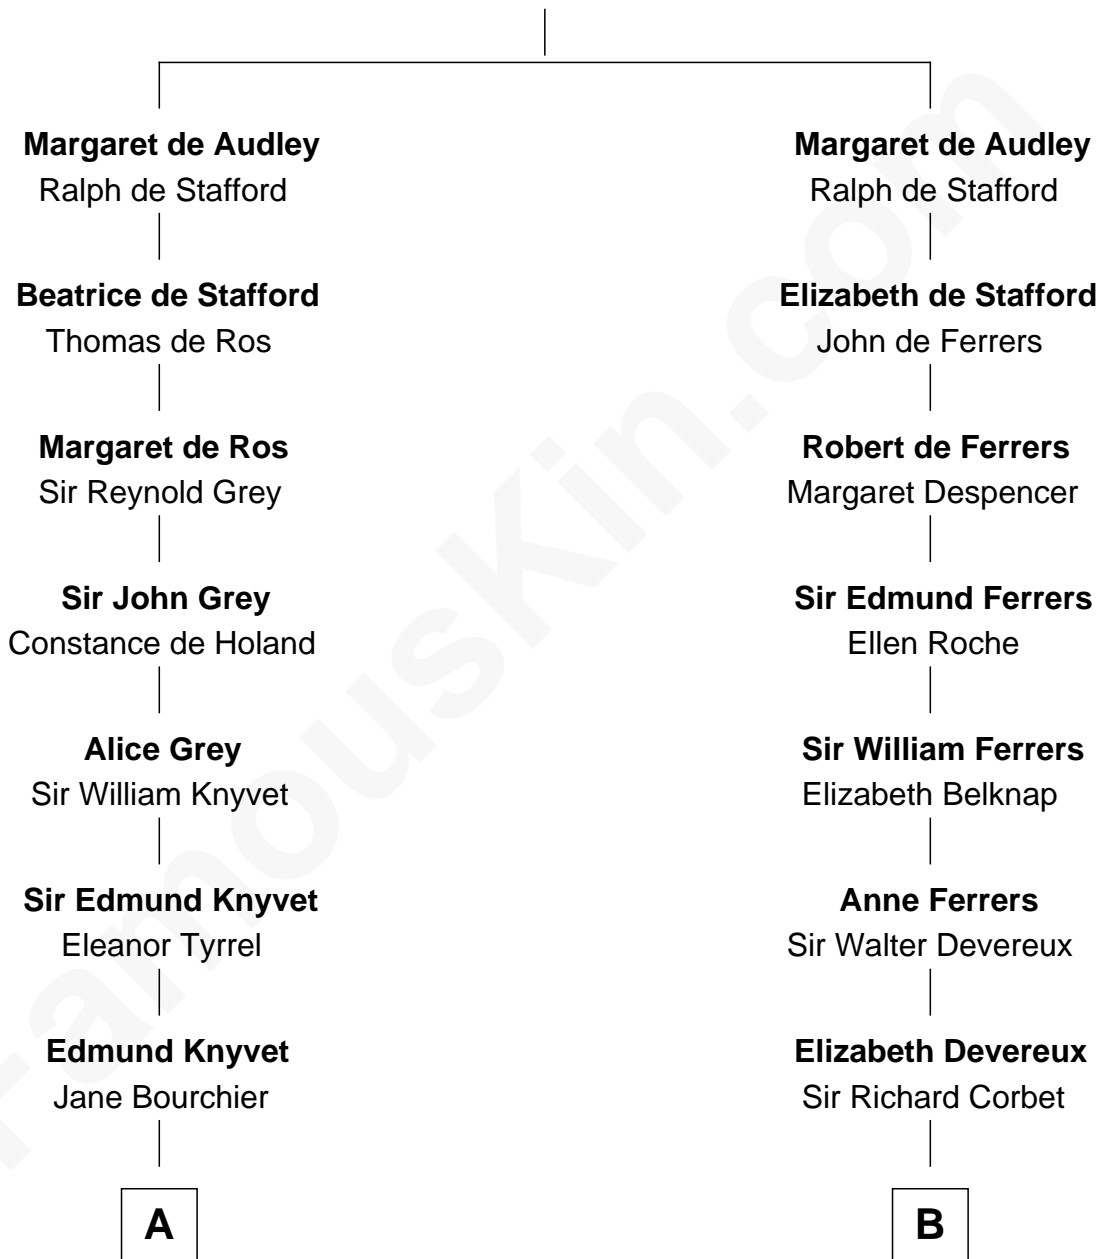 Margaret de Audley
Ralph de Stafford
Beatrice de Stafford
Thomas de Ros
Margaret de Ros
Sir Reynold Grey
Sir John Grey
Constance de Holand
Alice Grey
Sir William Knyvet
Sir Edmund Knyvet
Eleanor Tyrrel
Edmund Knyvet
Jane Bourchier
A
Margaret de Audley
Ralph de Stafford
Elizabeth de Stafford
John de Ferrers
Robert de Ferrers
Margaret Despencer
Sir Edmund Ferrers
Ellen Roche
Sir William Ferrers
Elizabeth Belknap
Anne Ferrers
Sir Walter Devereux
Elizabeth Devereux
Sir Richard Corbet
B
FamousKin.com